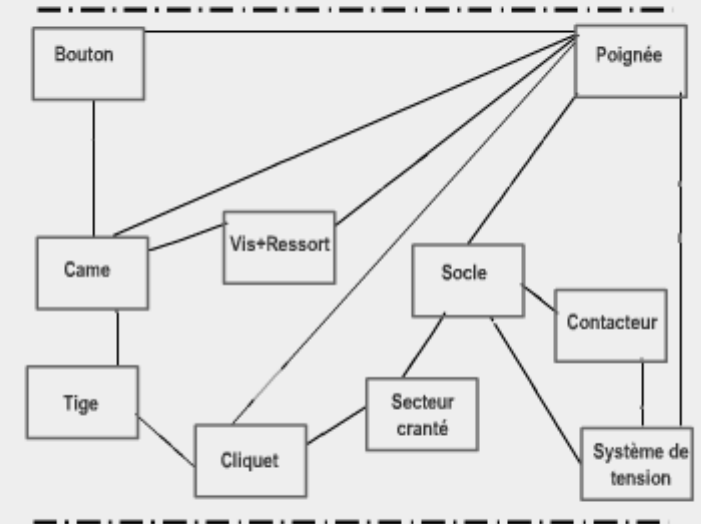 Bouton
Poignée
Vis+Ressort
Came
Socle
Contacteur
Tige
Secteur
cranté
Cliquet
Système de
tension